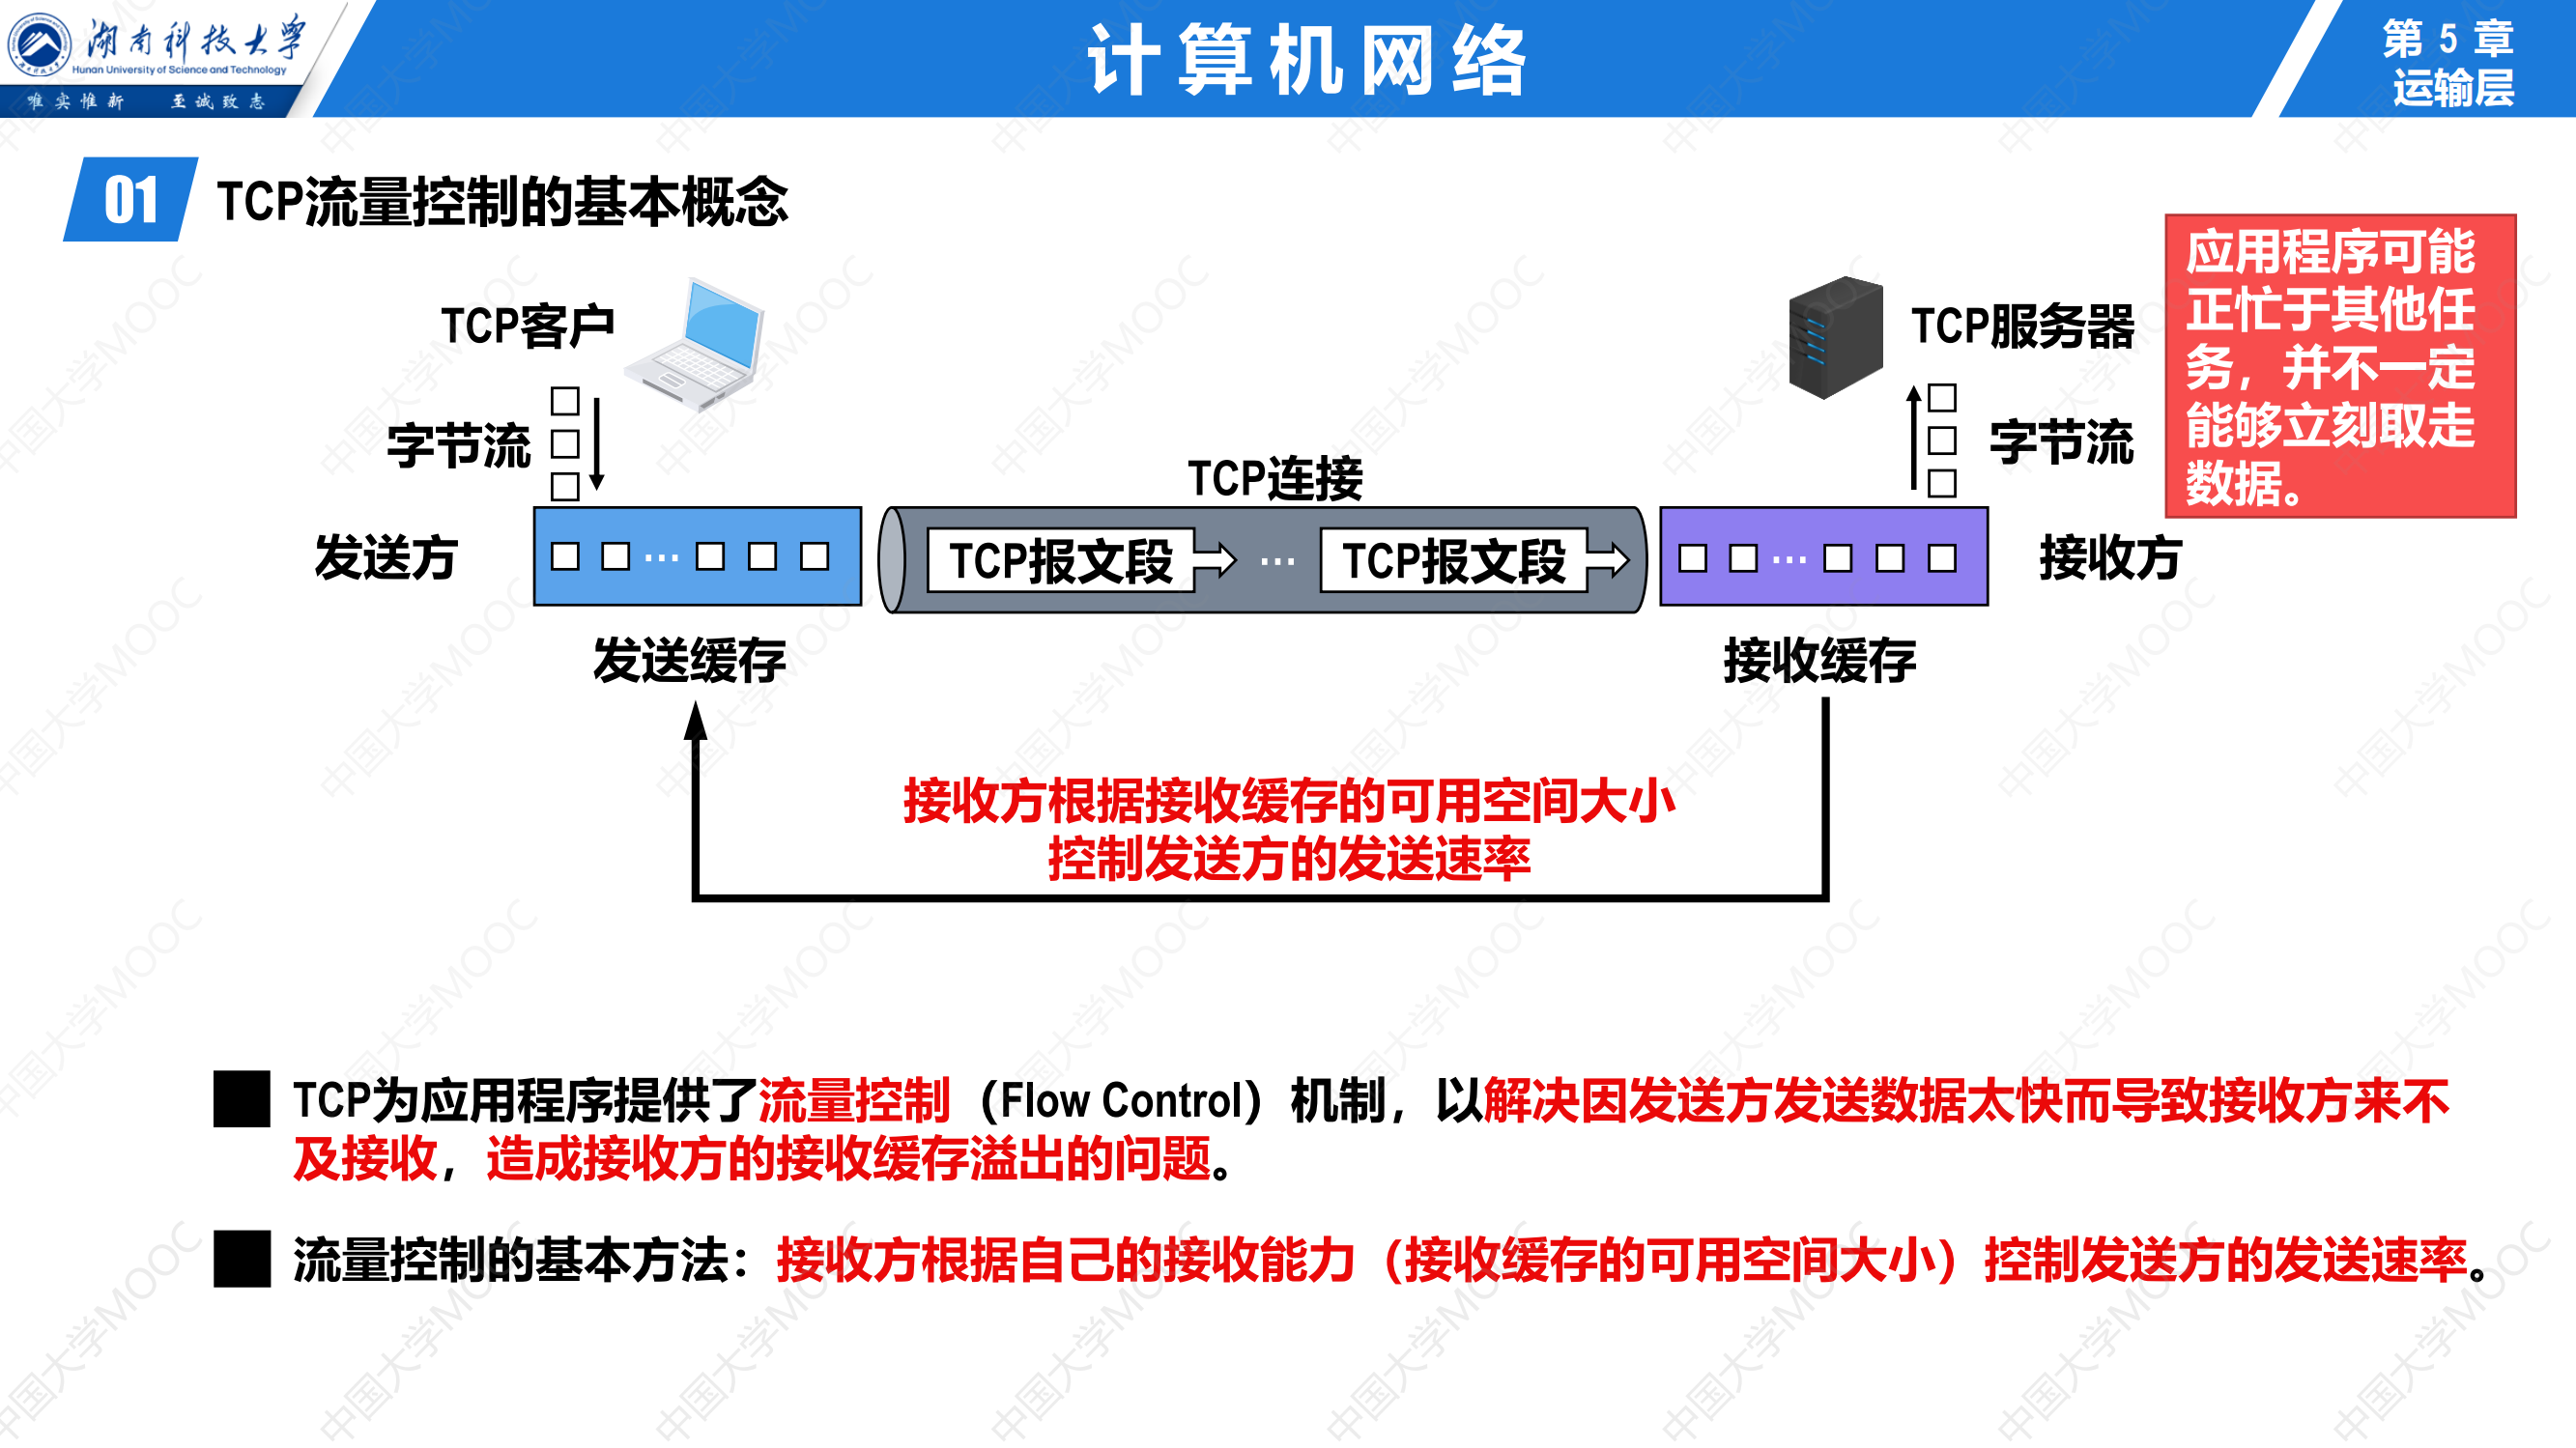 湖南科技大学
Hunan University of Science and Technology
唯实惟新 至诚致志
计算机网络
第 5 章
运输层
01 TCP流量控制的基本概念
应用程序可能
正忙于其他任
务，并不一定
能够立刻取走
数据。
TCP客户
TCP服务器
字节流
字节流
TCP连接
发送方
… TCP报文段 … TCP报文段 …
接收方
发送缓存
接收缓存
接收方根据接收缓存的可用空间大小
控制发送方的发送速率
TCP为应用程序提供了流量控制（Flow Control）机制，以解决因发送方发送数据太快而导致接收方来不
及接收，造成接收方的接收缓存溢出的问题。
流量控制的基本方法：接收方根据自己的接收能力（接收缓存的可用空间大小）控制发送方的发送速率。
中国大学MOOC